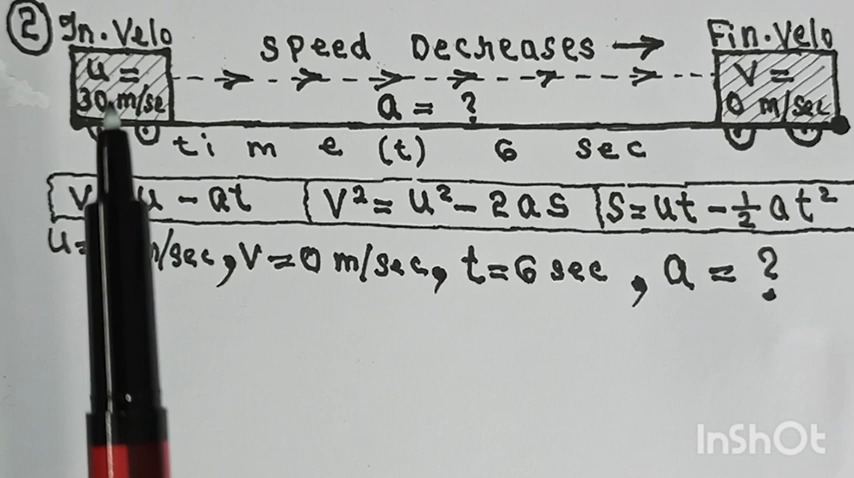 2 In. Velo Speed Decreases → Fin. Velo
u = 30 m/sec a = ? v = 0 m/sec
time (t) 6 sec
V u - at V² = u² - 2as S = ut - ½ at²
u = m/sec, v = 0 m/sec, t = 6 sec, a = ?
InShOt